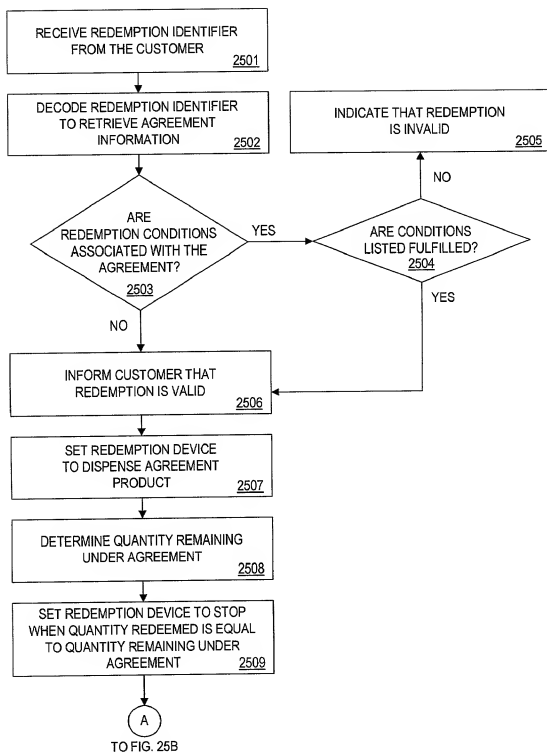 RECEIVE REDEMPTION IDENTIFIER
FROM THE CUSTOMER
2501
DECODE REDEMPTION IDENTIFIER
TO RETRIEVE AGREEMENT
INFORMATION
2502
INDICATE THAT REDEMPTION
IS INVALID
2505
NO
ARE
REDEMPTION CONDITIONS
ASSOCIATED WITH THE
AGREEMENT?
2503
YES
ARE CONDITIONS
LISTED FULFILLED?
2504
YES
NO
INFORM CUSTOMER THAT
REDEMPTION IS VALID
2506
SET REDEMPTION DEVICE
TO DISPENSE AGREEMENT
PRODUCT
2507
DETERMINE QUANTITY REMAINING
UNDER AGREEMENT
2508
SET REDEMPTION DEVICE TO STOP
WHEN QUANTITY REDEEMED IS EQUAL
TO QUANTITY REMAINING UNDER
AGREEMENT
2509
A
TO FIG. 25B